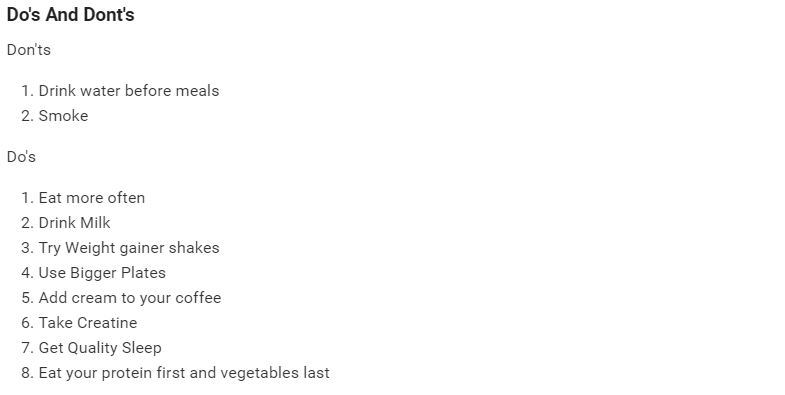 Do's And Dont's
Don'ts
1. Drink water before meals
2. Smoke
Do's
1. Eat more often
2. Drink Milk
3. Try Weight gainer shakes
4. Use Bigger Plates
5. Add cream to your coffee
6. Take Creatine
7. Get Quality Sleep
8. Eat your protein first and vegetables last